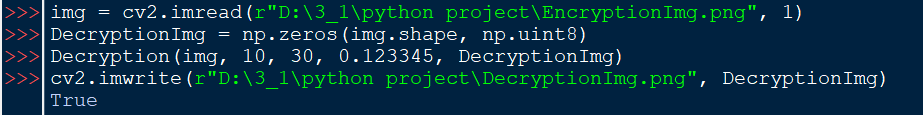 >>> img = cv2.imread(r"D:\3_1\python project\EncryptionImg.png", 1)
>>> DecryptionImg = np.zeros(img.shape, np.uint8)
>>> Decryption(img, 10, 30, 0.123345, DecryptionImg)
>>> cv2.imwrite(r"D:\3_1\python project\DecryptionImg.png", DecryptionImg)
True